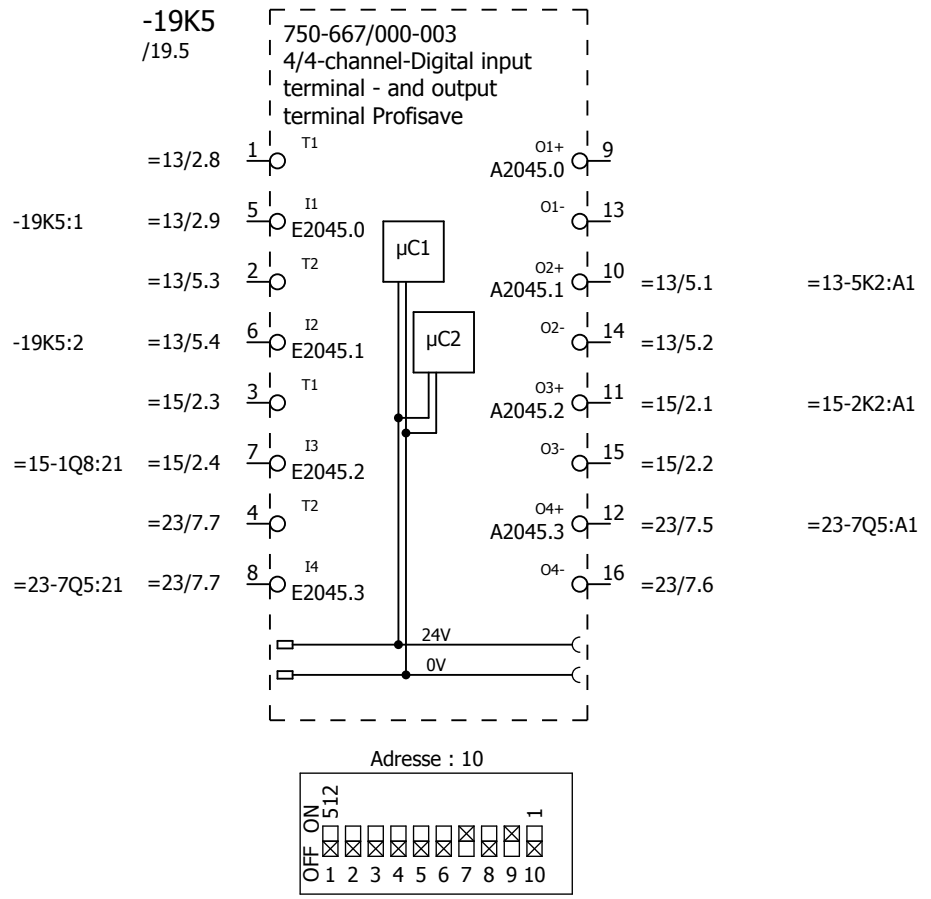 -19K5
/19.5
750-667/000-003
4/4-channel-Digital input
terminal - and output
terminal Profisave
=13/2.8 1 T1 O1+ A2045.0 9
-19K5:1 =13/2.9 5 I1 E2045.0 O1- 13
=13/5.3 2 T2 O2+ A2045.1 10 =13/5.1 =13-5K2:A1
-19K5:2 =13/5.4 6 I2 E2045.1 O2- 14 =13/5.2
=15/2.3 3 T1 O3+ A2045.2 11 =15/2.1 =15-2K2:A1
=15-1Q8:21 =15/2.4 7 I3 E2045.2 O3- 15 =15/2.2
=23/7.7 4 T2 O4+ A2045.3 12 =23/7.5 =23-7Q5:A1
=23-7Q5:21 =23/7.7 8 I4 E2045.3 O4- 16 =23/7.6
µC1
µC2
24V
0V
Adresse : 10
OFF ON
512 1
1 2 3 4 5 6 7 8 9 10